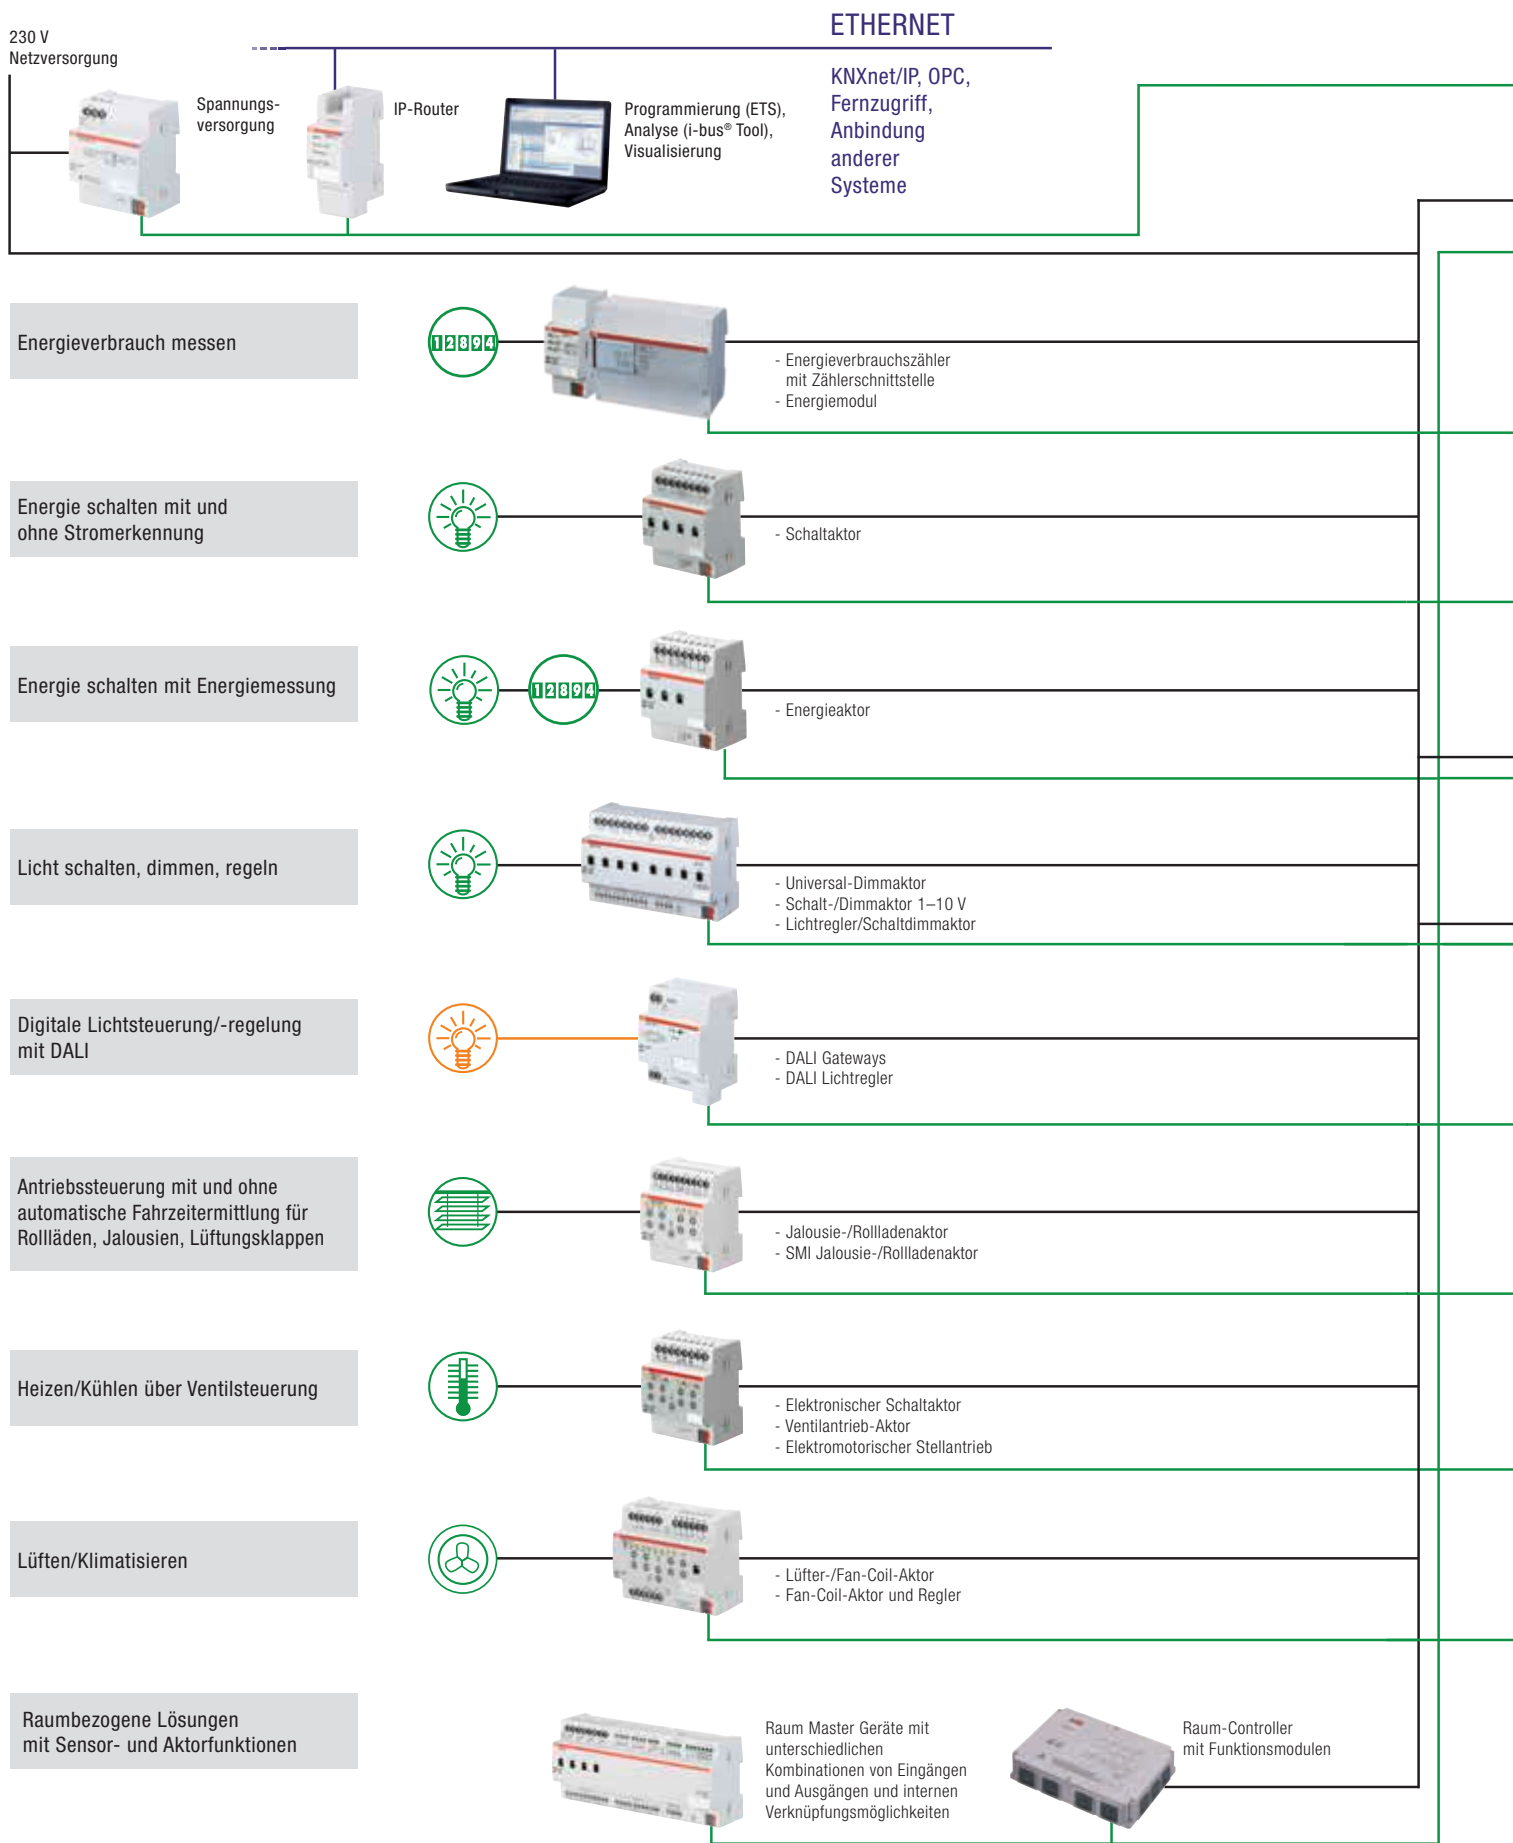 230 V
Netzversorgung
Spannungs-
versorgung
IP-Router
Programmierung (ETS),
Analyse (i-bus® Tool),
Visualisierung
ETHERNET
KNXnet/IP, OPC,
Fernzugriff,
Anbindung
anderer
Systeme
Energieverbrauch messen
12894
- Energieverbrauchszähler
mit Zählerschnittstelle
- Energiemodul
Energie schalten mit und
ohne Stromerkennung
- Schaltaktor
Energie schalten mit Energiemessung
12894
- Energieaktor
Licht schalten, dimmen, regeln
- Universal-Dimmaktor
- Schalt-/Dimmaktor 1–10 V
- Lichtregler/Schaltdimmaktor
Digitale Lichtsteuerung/-regelung
mit DALI
- DALI Gateways
- DALI Lichtregler
Antriebssteuerung mit und ohne
automatische Fahrzeitermittlung für
Rollläden, Jalousien, Lüftungsklappen
- Jalousie-/Rollladenaktor
- SMI Jalousie-/Rollladenaktor
Heizen/Kühlen über Ventilsteuerung
- Elektronischer Schaltaktor
- Ventilantrieb-Aktor
- Elektromotorischer Stellantrieb
Lüften/Klimatisieren
- Lüfter-/Fan-Coil-Aktor
- Fan-Coil-Aktor und Regler
Raumbezogene Lösungen
mit Sensor- und Aktorfunktionen
Raum Master Geräte mit
unterschiedlichen
Kombinationen von Eingängen
und Ausgängen und internen
Verknüpfungsmöglichkeiten
Raum-Controller
mit Funktionsmodulen